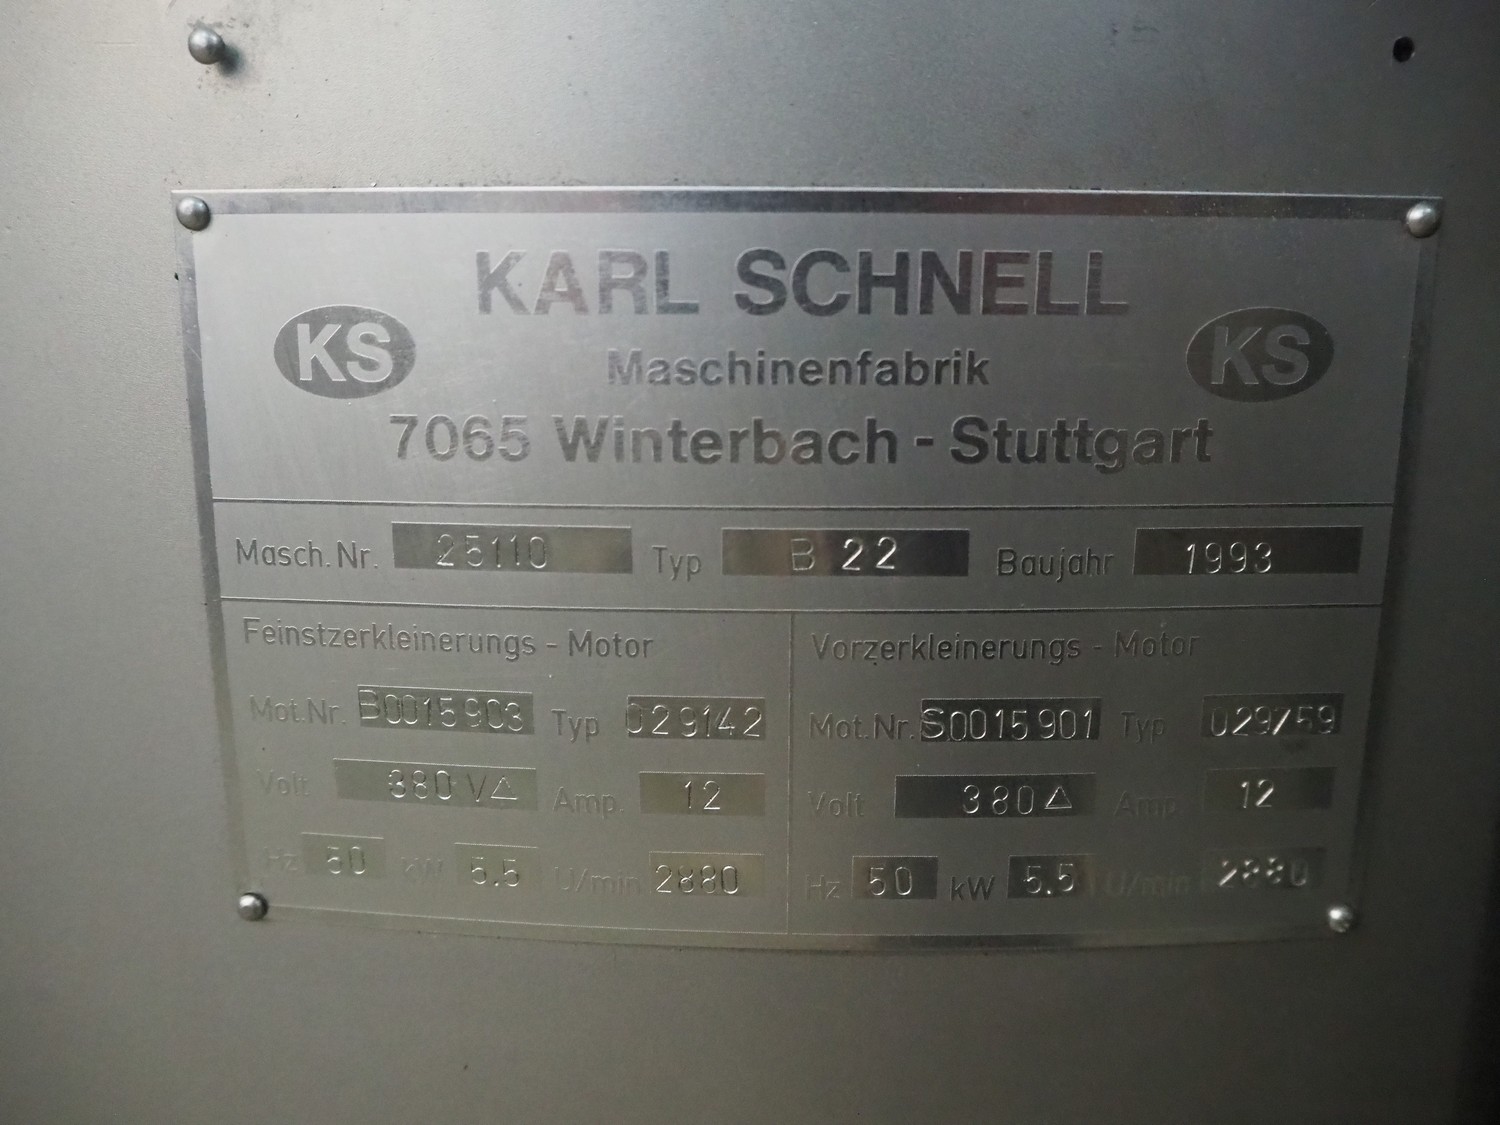 KARL SCHNELL
KS Maschinenfabrik KS
7065 Winterbach - Stuttgart
Masch. Nr. 25110 Typ B 22 Baujahr 1993
Feinstzerkleinerungs - Motor Vorzerkleinerungs - Motor
Mot.Nr. B0015903 Typ 029142 Mot.Nr. S0015901 Typ 029759
Volt 380 V△ Amp. 12 Volt 380△ Amp. 12
Hz 50 kW 5.5 U/min 2880 Hz 50 kW 5.5 U/min 2880